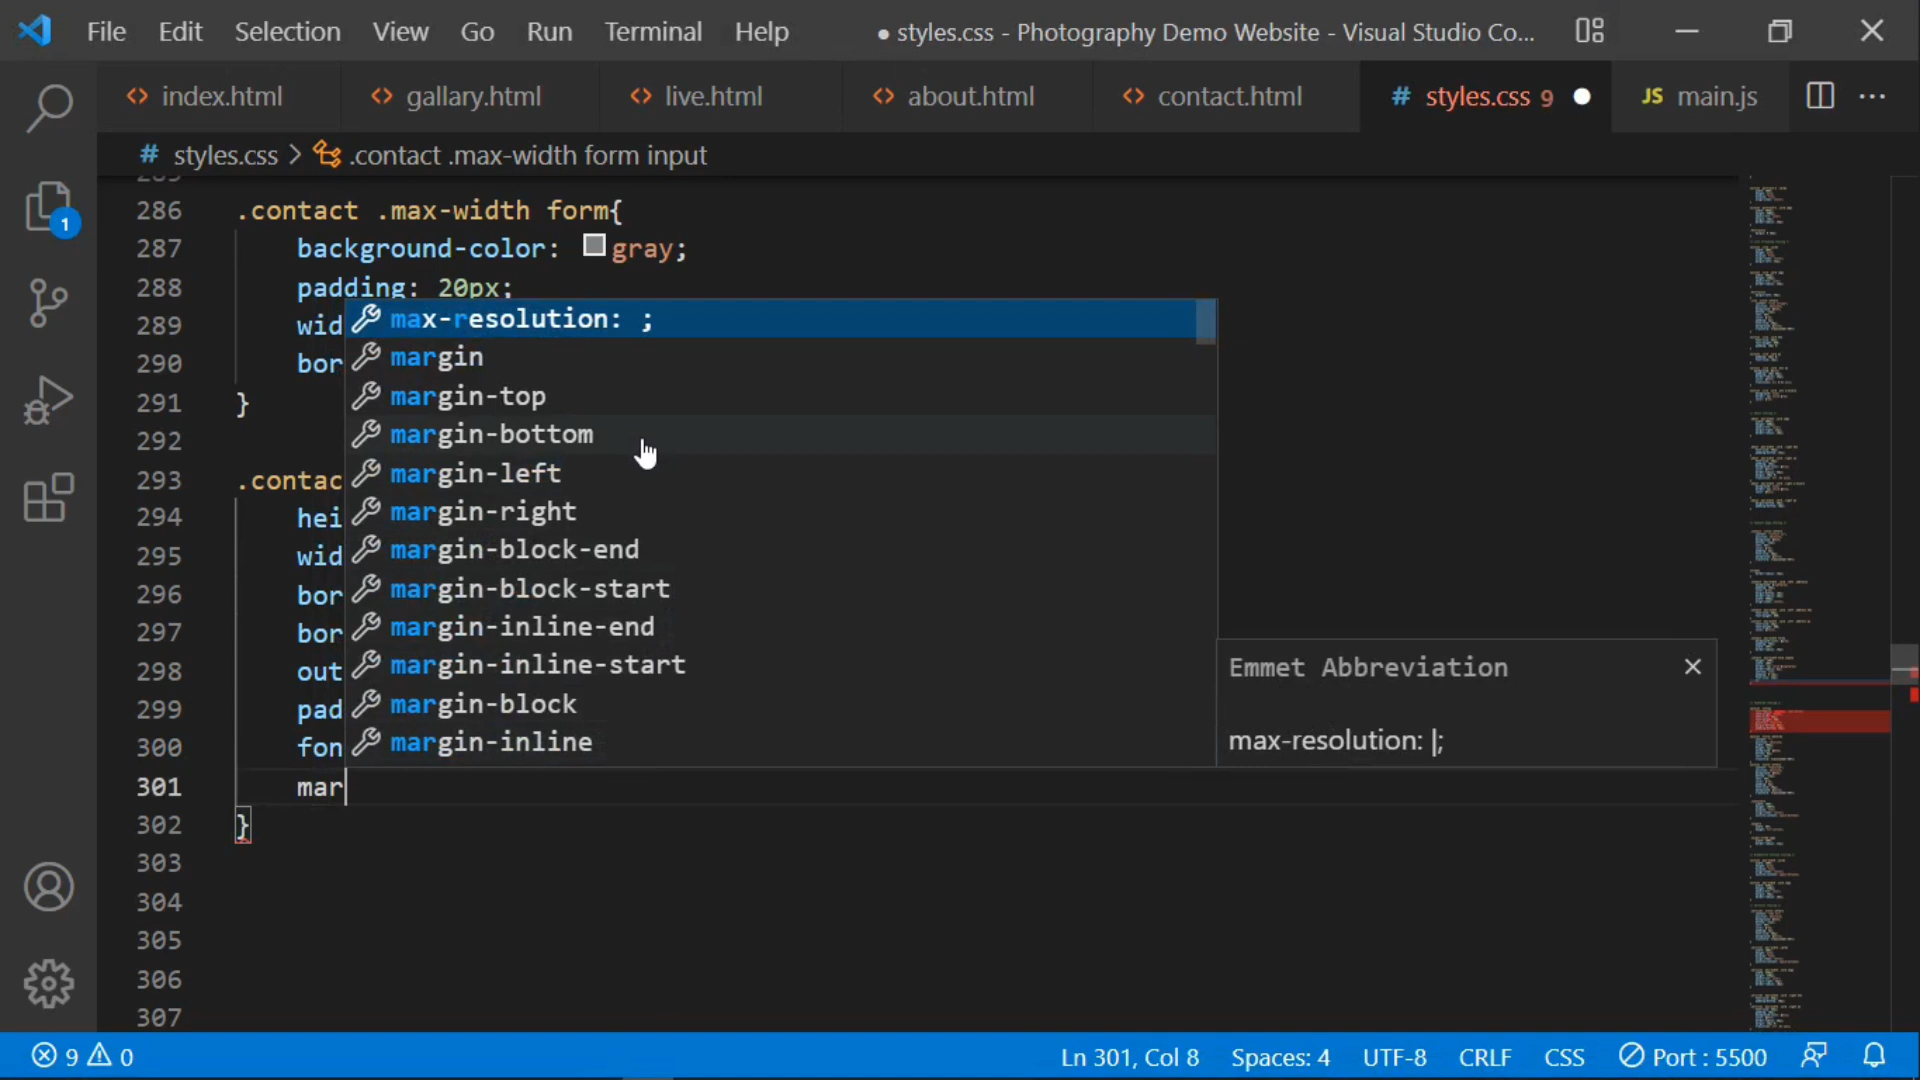 File Edit Selection View Go Run Terminal Help ● styles.css - Photography Demo Website - Visual Studio Co...
<> index.html <> gallary.html <> live.html <> about.html <> contact.html # styles.css 9 ● JS main.js ...
# styles.css > .contact .max-width form input
286 .contact .max-width form{
287 background-color: gray;
288 padding: 20px;
289 wid
290 bor
291 }
292
293 .contac
294 hei
295 wid
296 bor
297 bor
298 out
299 pad
300 fon
301 mar
302 }
303
304
305
306
307
max-resolution: ;
margin
margin-top
margin-bottom
margin-left
margin-right
margin-block-end
margin-block-start
margin-inline-end
margin-inline-start
margin-block
margin-inline
Emmet Abbreviation
max-resolution: |;
1
9 0 Ln 301, Col 8 Spaces: 4 UTF-8 CRLF CSS Port : 5500